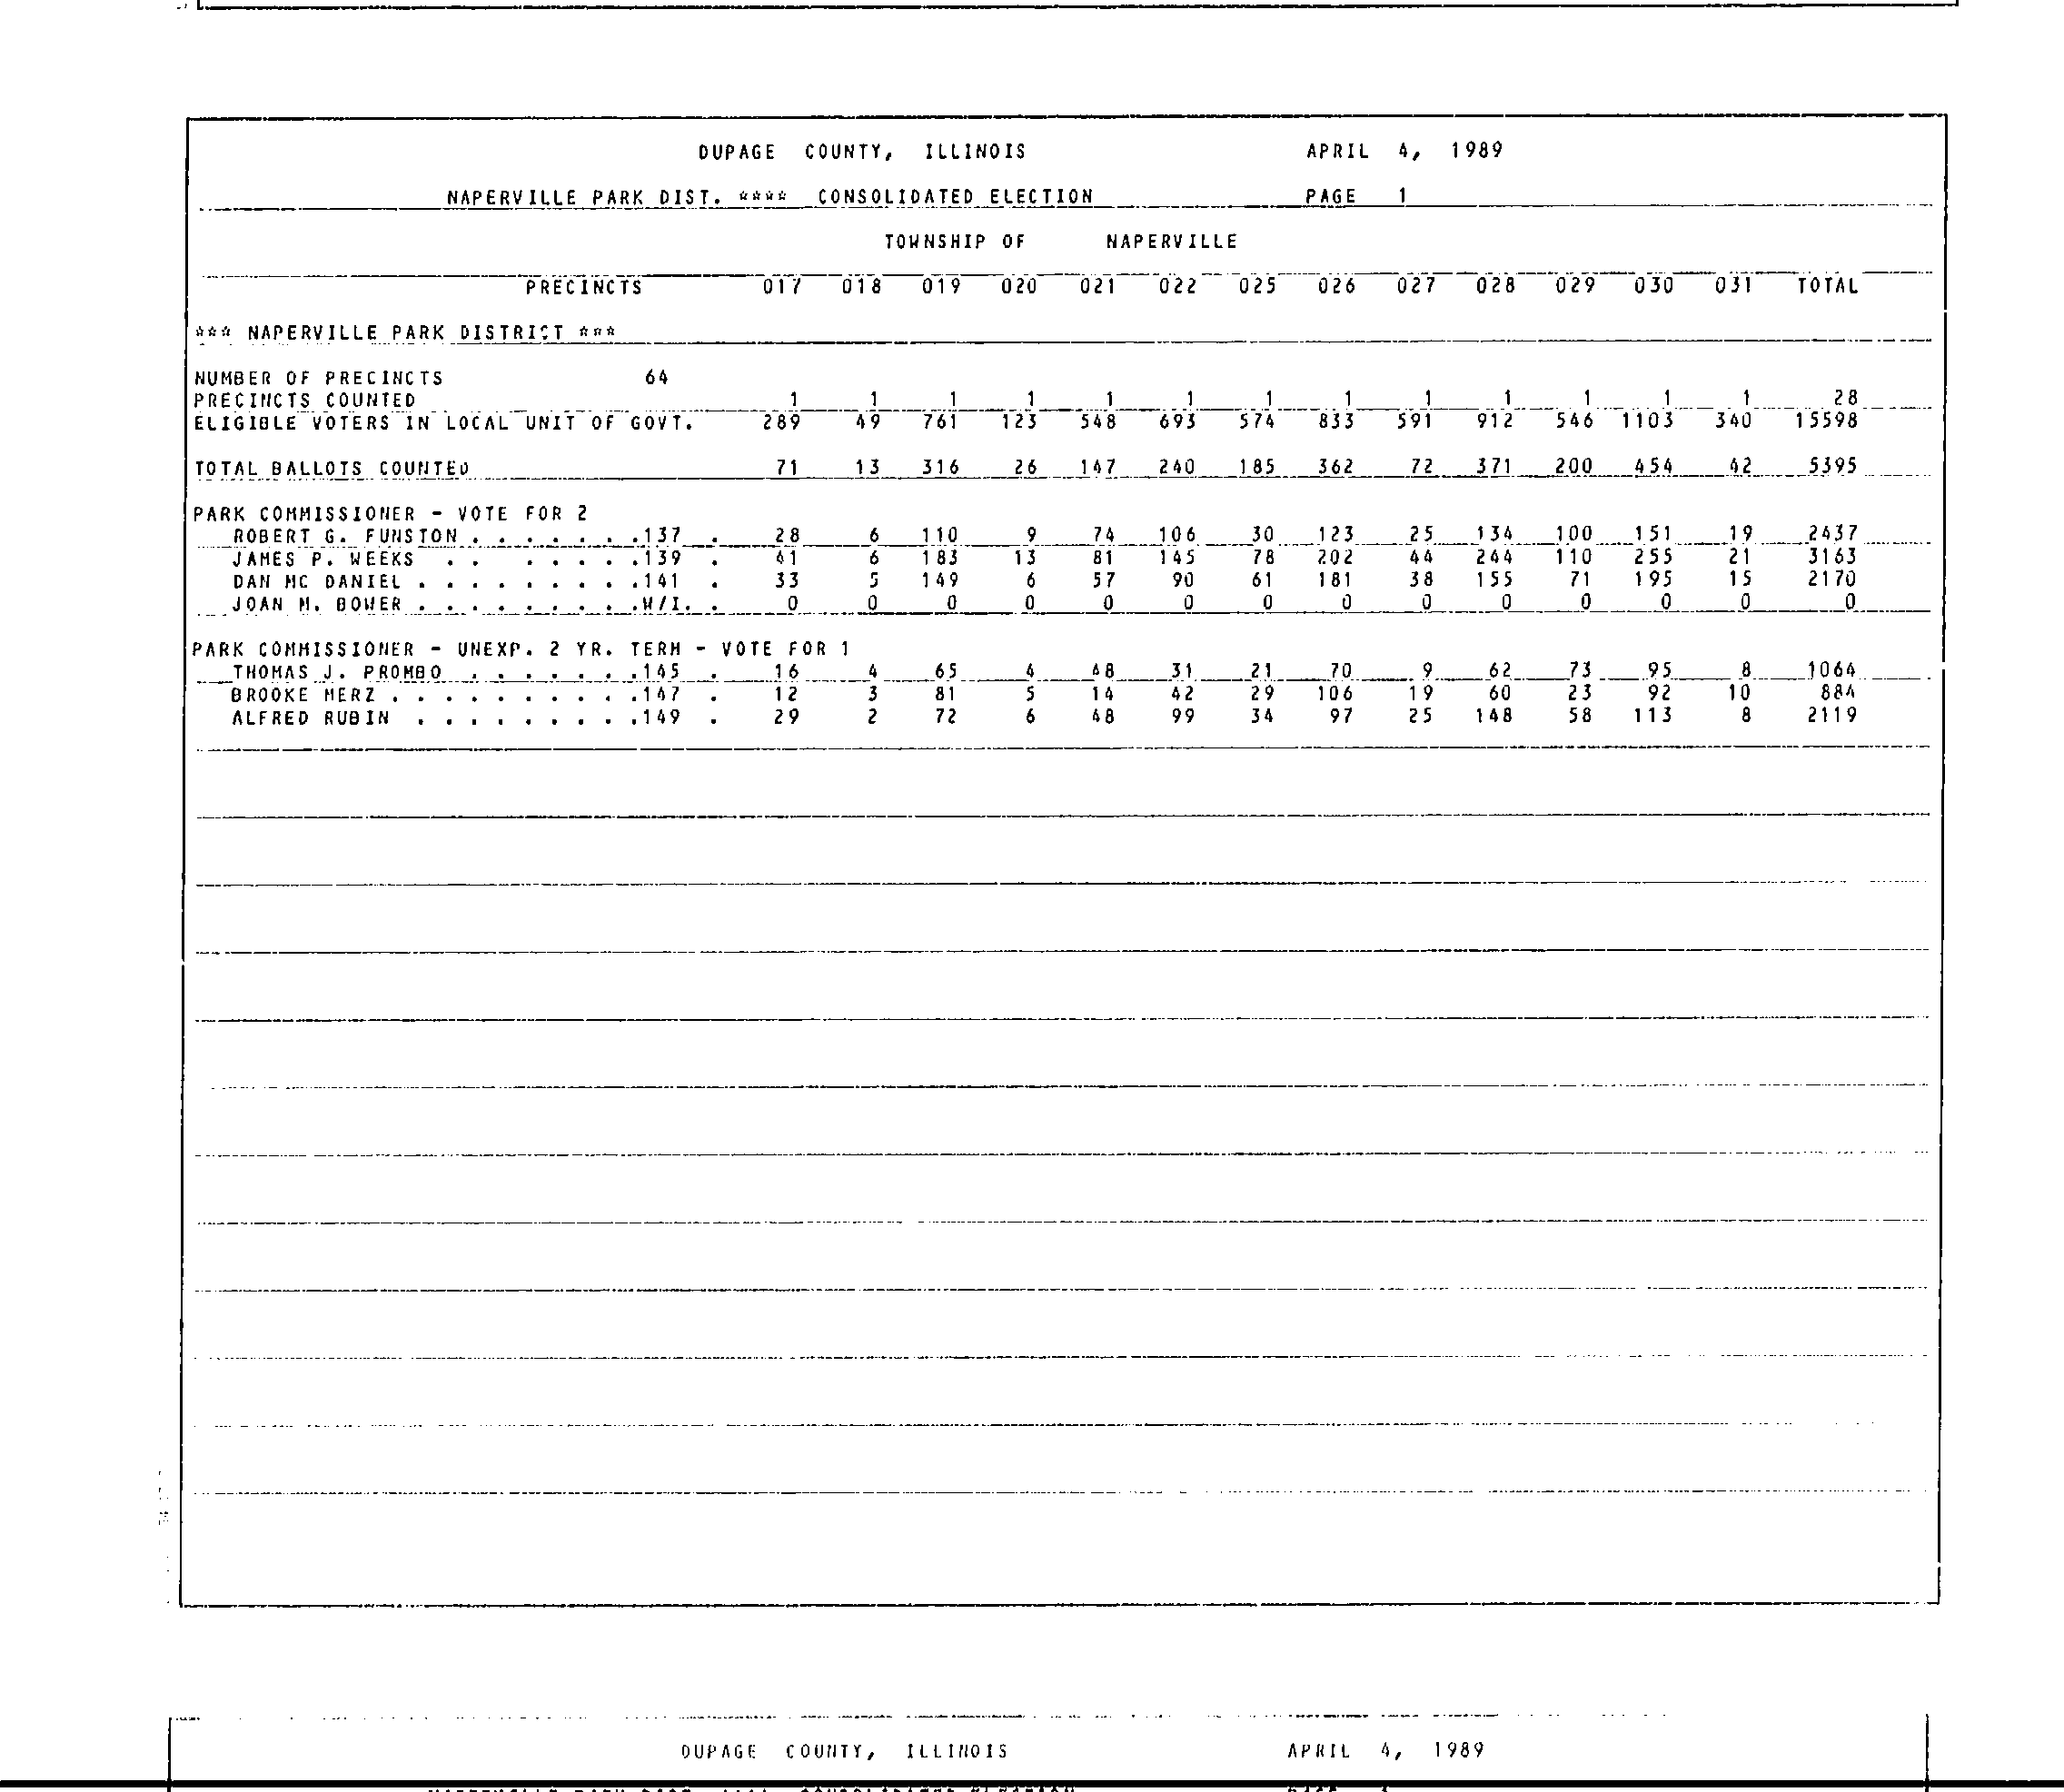 DUPAGE COUNTY, ILLINOIS APRIL 4, 1989
NAPERVILLE PARK DIST. **** CONSOLIDATED ELECTION PAGE 1
TOWNSHIP OF NAPERVILLE
PRECINCTS 017 018 019 020 021 022 025 026 027 028 029 030 031 TOTAL
*** NAPERVILLE PARK DISTRICT ***
NUMBER OF PRECINCTS 64
PRECINCTS COUNTED 1 1 1 1 1 1 1 1 1 1 1 1 1 28
ELIGIBLE VOTERS IN LOCAL UNIT OF GOVT. 289 49 761 123 548 693 574 833 591 912 546 1103 340 15598
TOTAL BALLOTS COUNTED 71 13 316 26 147 240 185 362 72 371 200 454 42 5395
PARK COMMISSIONER - VOTE FOR 2
ROBERT G. FUNSTON . . . . . . .137 . 28 6 110 9 74 106 30 123 25 134 100 151 19 2437
JAMES P. WEEKS . . . . . . . .139 . 41 6 183 13 81 145 78 202 44 244 110 255 21 3163
DAN MC DANIEL . . . . . . . . .141 . 33 5 149 6 57 90 61 181 38 155 71 195 15 2170
JOAN M. BOWER . . . . . . . . .W/I. . 0 0 0 0 0 0 0 0 0 0 0 0 0 0
PARK COMMISSIONER - UNEXP. 2 YR. TERM - VOTE FOR 1
THOMAS J. PROMBO . . . . . . .145 . 16 4 65 4 48 31 21 70 9 62 73 95 8 1064
BROOKE MERZ . . . . . . . . . .147 . 12 3 81 5 14 42 29 106 19 60 23 92 10 884
ALFRED RUBIN . . . . . . . . .149 . 29 2 72 6 48 99 34 97 25 148 58 113 8 2119
DUPAGE COUNTY, ILLINOIS APRIL 4, 1989